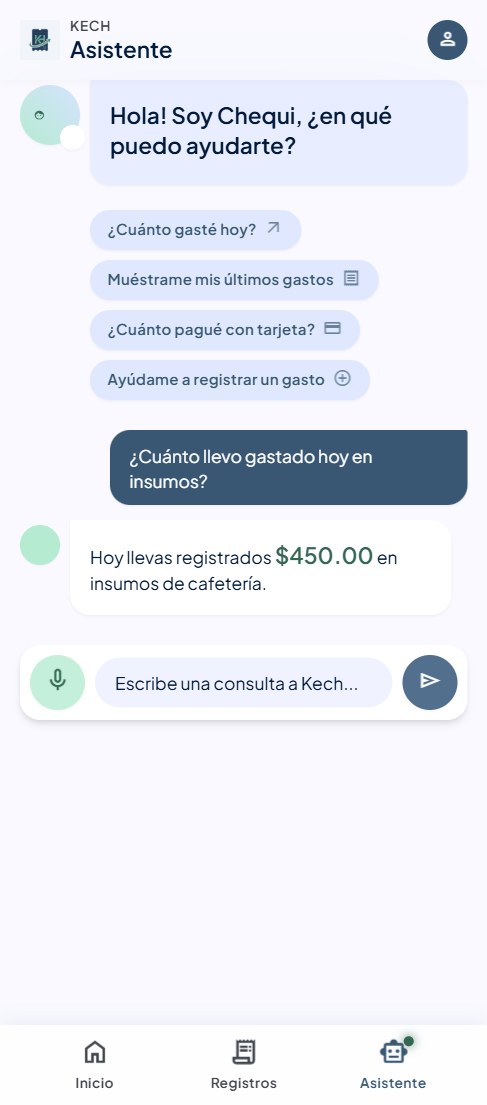 KECH
Asistente
Hola! Soy Chequi, ¿en qué
puedo ayudarte?
¿Cuánto gasté hoy?
Muéstrame mis últimos gastos
¿Cuánto pagué con tarjeta?
Ayúdame a registrar un gasto
¿Cuánto llevo gastado hoy en
insumos?
Hoy llevas registrados $450.00 en
insumos de cafetería.
Escribe una consulta a Kech...
Inicio
Registros
Asistente